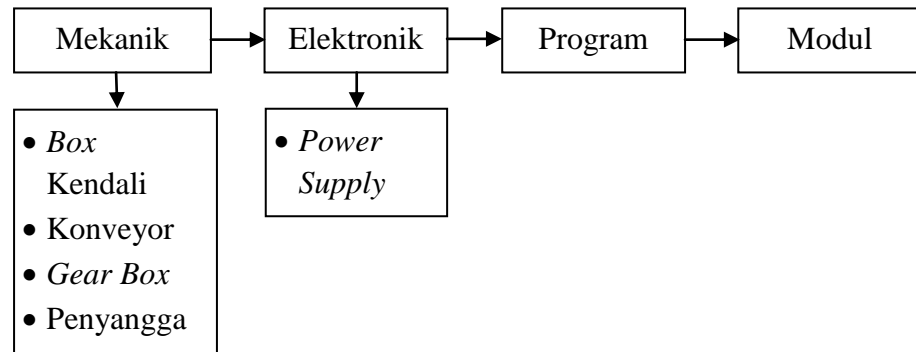 Mekanik
Elektronik
Program
Modul
• Box
Kendali
• Konveyor
• Gear Box
• Penyangga
• Power
Supply